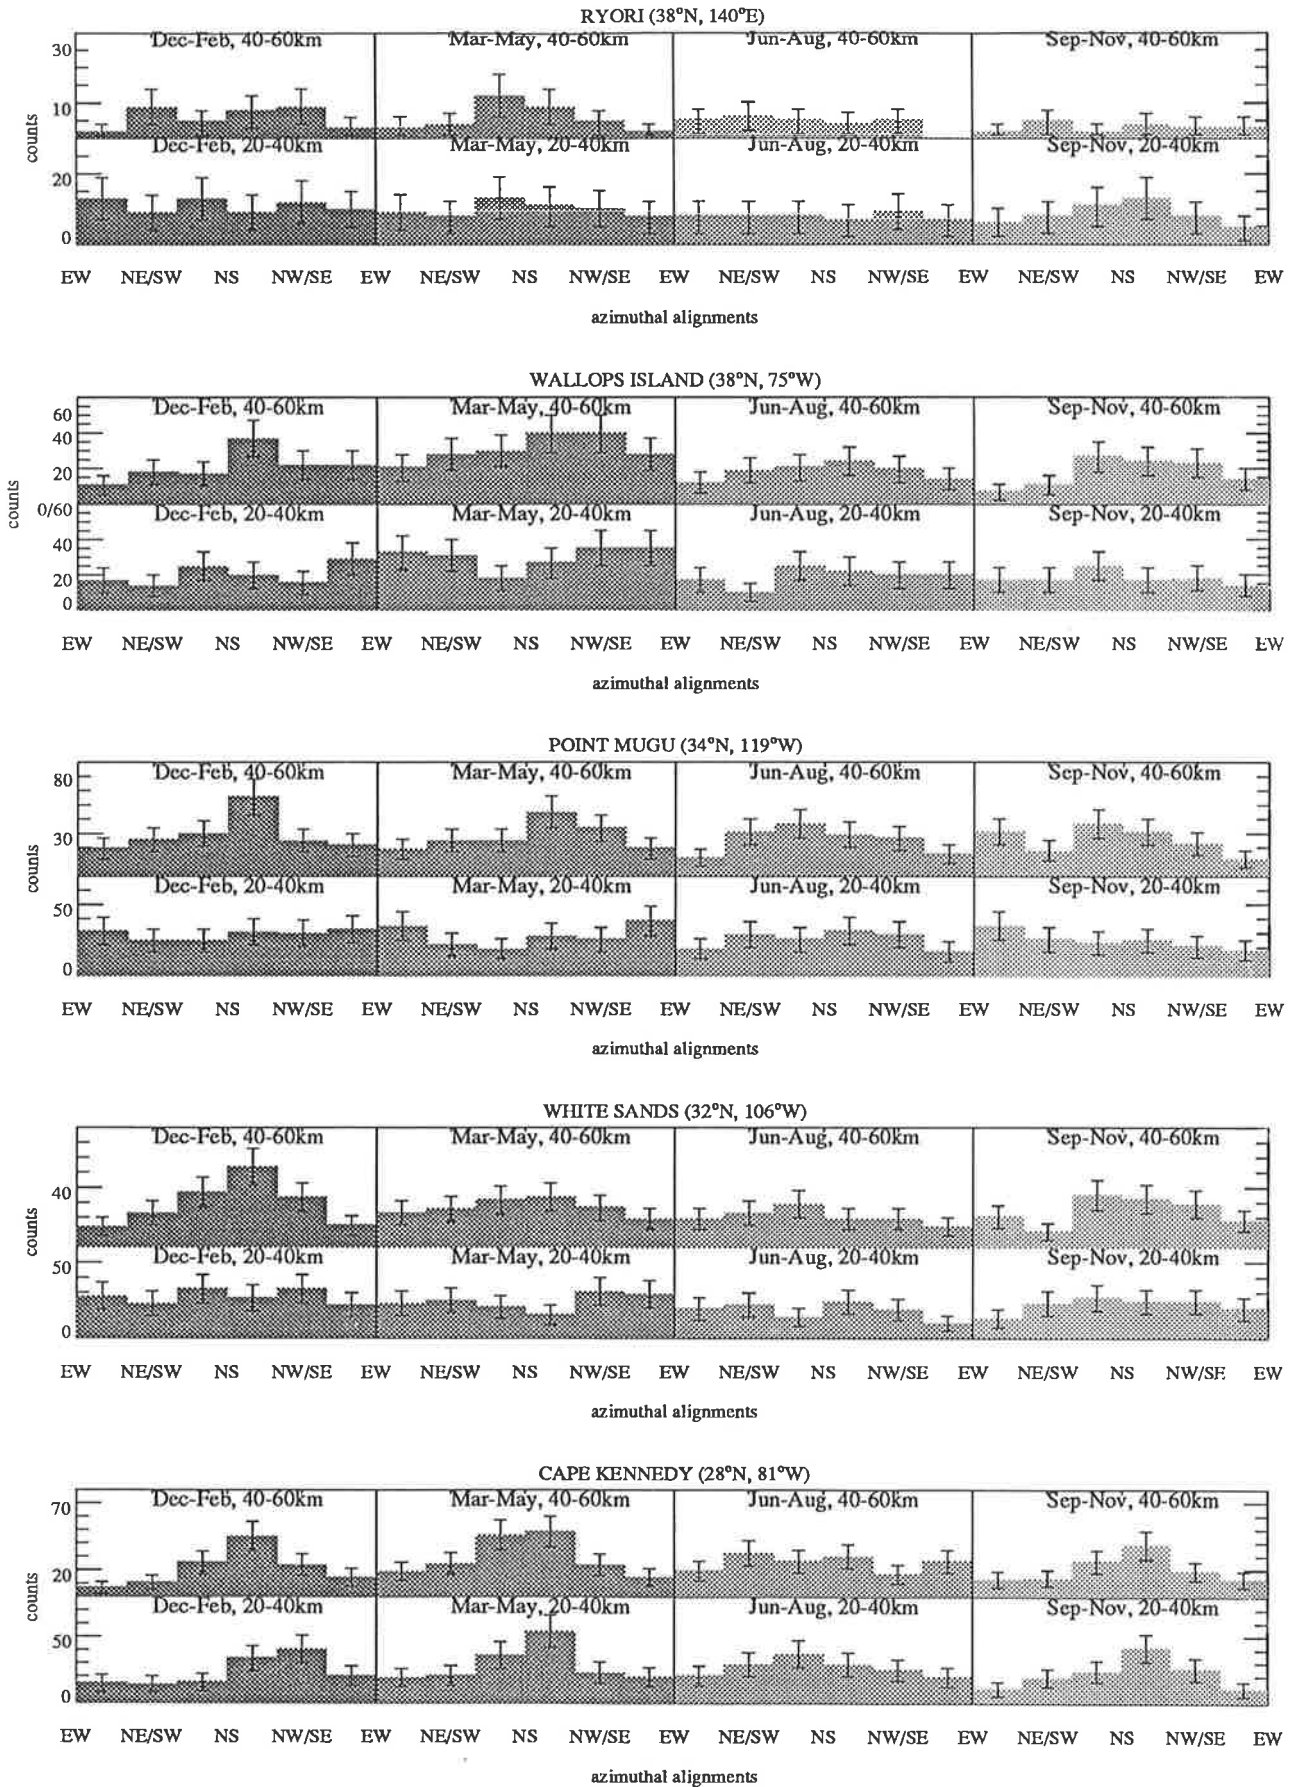 RYORI (38°N, 140°E)
Dec-Feb, 40-60km Mar-May, 40-60km Jun-Aug, 40-60km Sep-Nov, 40-60km
30
10
counts
Dec-Feb, 20-40km Mar-May, 20-40km Jun-Aug, 20-40km Sep-Nov, 20-40km
20
0
EW NE/SW NS NW/SE EW NE/SW NS NW/SE EW NE/SW NS NW/SE EW NE/SW NS NW/SE EW
azimuthal alignments
WALLOPS ISLAND (38°N, 75°W)
Dec-Feb, 40-60km Mar-May, 40-60km Jun-Aug, 40-60km Sep-Nov, 40-60km
60
40
20
counts
0/60
Dec-Feb, 20-40km Mar-May, 20-40km Jun-Aug, 20-40km Sep-Nov, 20-40km
40
20
0
EW NE/SW NS NW/SE EW NE/SW NS NW/SE EW NE/SW NS NW/SE EW NE/SW NS NW/SE EW
azimuthal alignments
POINT MUGU (34°N, 119°W)
Dec-Feb, 40-60km Mar-May, 40-60km Jun-Aug, 40-60km Sep-Nov, 40-60km
80
30
counts
Dec-Feb, 20-40km Mar-May, 20-40km Jun-Aug, 20-40km Sep-Nov, 20-40km
50
0
EW NE/SW NS NW/SE EW NE/SW NS NW/SE EW NE/SW NS NW/SE EW NE/SW NS NW/SE EW
azimuthal alignments
WHITE SANDS (32°N, 106°W)
Dec-Feb, 40-60km Mar-May, 40-60km Jun-Aug, 40-60km Sep-Nov, 40-60km
40
counts
Dec-Feb, 20-40km Mar-May, 20-40km Jun-Aug, 20-40km Sep-Nov, 20-40km
50
0
EW NE/SW NS NW/SE EW NE/SW NS NW/SE EW NE/SW NS NW/SE EW NE/SW NS NW/SE EW
azimuthal alignments
CAPE KENNEDY (28°N, 81°W)
Dec-Feb, 40-60km Mar-May, 40-60km Jun-Aug, 40-60km Sep-Nov, 40-60km
70
20
counts
Dec-Feb, 20-40km Mar-May, 20-40km Jun-Aug, 20-40km Sep-Nov, 20-40km
50
0
EW NE/SW NS NW/SE EW NE/SW NS NW/SE EW NE/SW NS NW/SE EW NE/SW NS NW/SE EW
azimuthal alignments